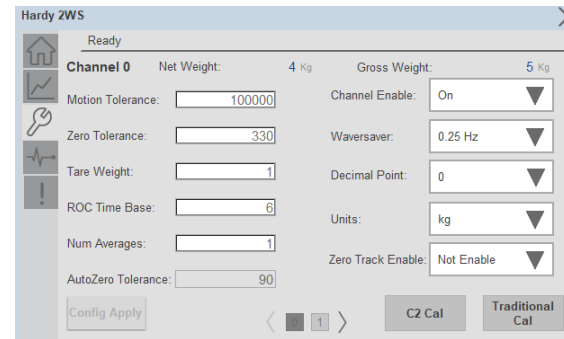 Hardy 2WS
Ready
Channel 0 Net Weight: 4 Kg Gross Weight: 5 Kg
Motion Tolerance: 100000 Channel Enable: On
Zero Tolerance: 330 Waversaver: 0.25 Hz
Tare Weight: 1 Decimal Point: 0
ROC Time Base: 6 Units: kg
Num Averages: 1 Zero Track Enable: Not Enable
AutoZero Tolerance: 90
Config Apply 0 1 C2 Cal Traditional
Cal